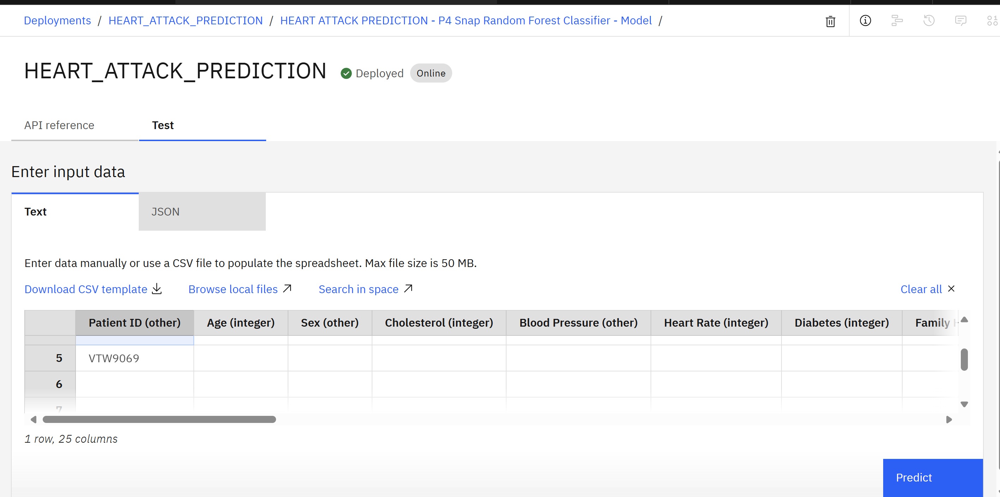 Deployments / HEART_ATTACK_PREDICTION / HEART ATTACK PREDICTION - P4 Snap Random Forest Classifier - Model /
HEART_ATTACK_PREDICTION Deployed Online
API reference Test
Enter input data
Text JSON
Enter data manually or use a CSV file to populate the spreadsheet. Max file size is 50 MB.
Download CSV template Browse local files Search in space Clear all
Patient ID (other) Age (integer) Sex (other) Cholesterol (integer) Blood Pressure (other) Heart Rate (integer) Diabetes (integer) Family
5 VTW9069
6
7
1 row, 25 columns
Predict